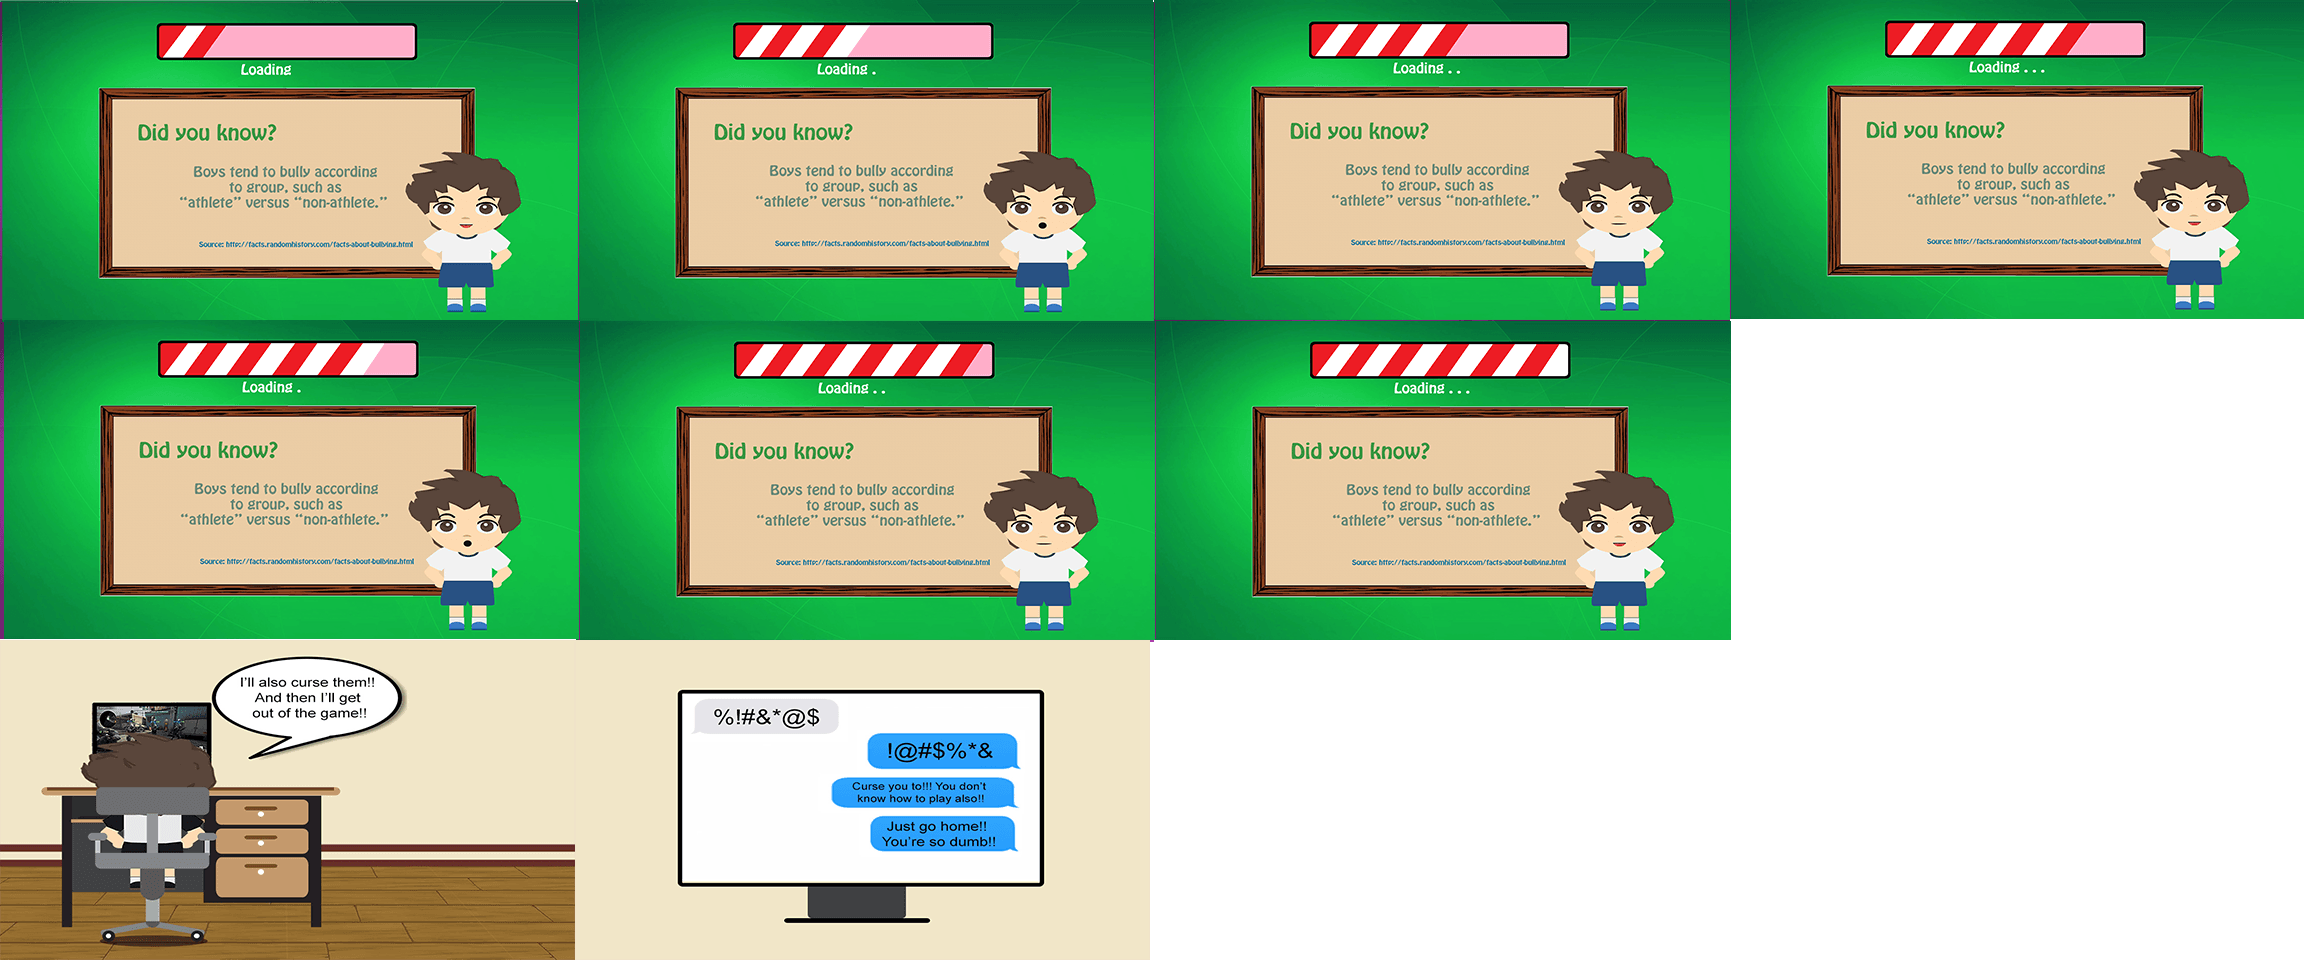 Loading
Did you know?
Boys tend to bully according
to group, such as
“athlete” versus “non-athlete.”
Source: http://facts.randomhistory.com/facts-about-bullying.html
Loading .
Did you know?
Boys tend to bully according
to group, such as
“athlete” versus “non-athlete.”
Source: http://facts.randomhistory.com/facts-about-bullying.html
Loading . .
Did you know?
Boys tend to bully according
to group, such as
“athlete” versus “non-athlete.”
Source: http://facts.randomhistory.com/facts-about-bullying.html
Loading . . .
Did you know?
Boys tend to bully according
to group, such as
“athlete” versus “non-athlete.”
Source: http://facts.randomhistory.com/facts-about-bullying.html
Loading .
Did you know?
Boys tend to bully according
to group, such as
“athlete” versus “non-athlete.”
Source: http://facts.randomhistory.com/facts-about-bullying.html
Loading . .
Did you know?
Boys tend to bully according
to group, such as
“athlete” versus “non-athlete.”
Source: http://facts.randomhistory.com/facts-about-bullying.html
Loading . . .
Did you know?
Boys tend to bully according
to group, such as
“athlete” versus “non-athlete.”
Source: http://facts.randomhistory.com/facts-about-bullying.html
I’ll also curse them!!
And then I’ll get
out of the game!!
%!#&*@$
!@#$%*&
Curse you to!!! You don’t
know how to play also!!
Just go home!!
You’re so dumb!!